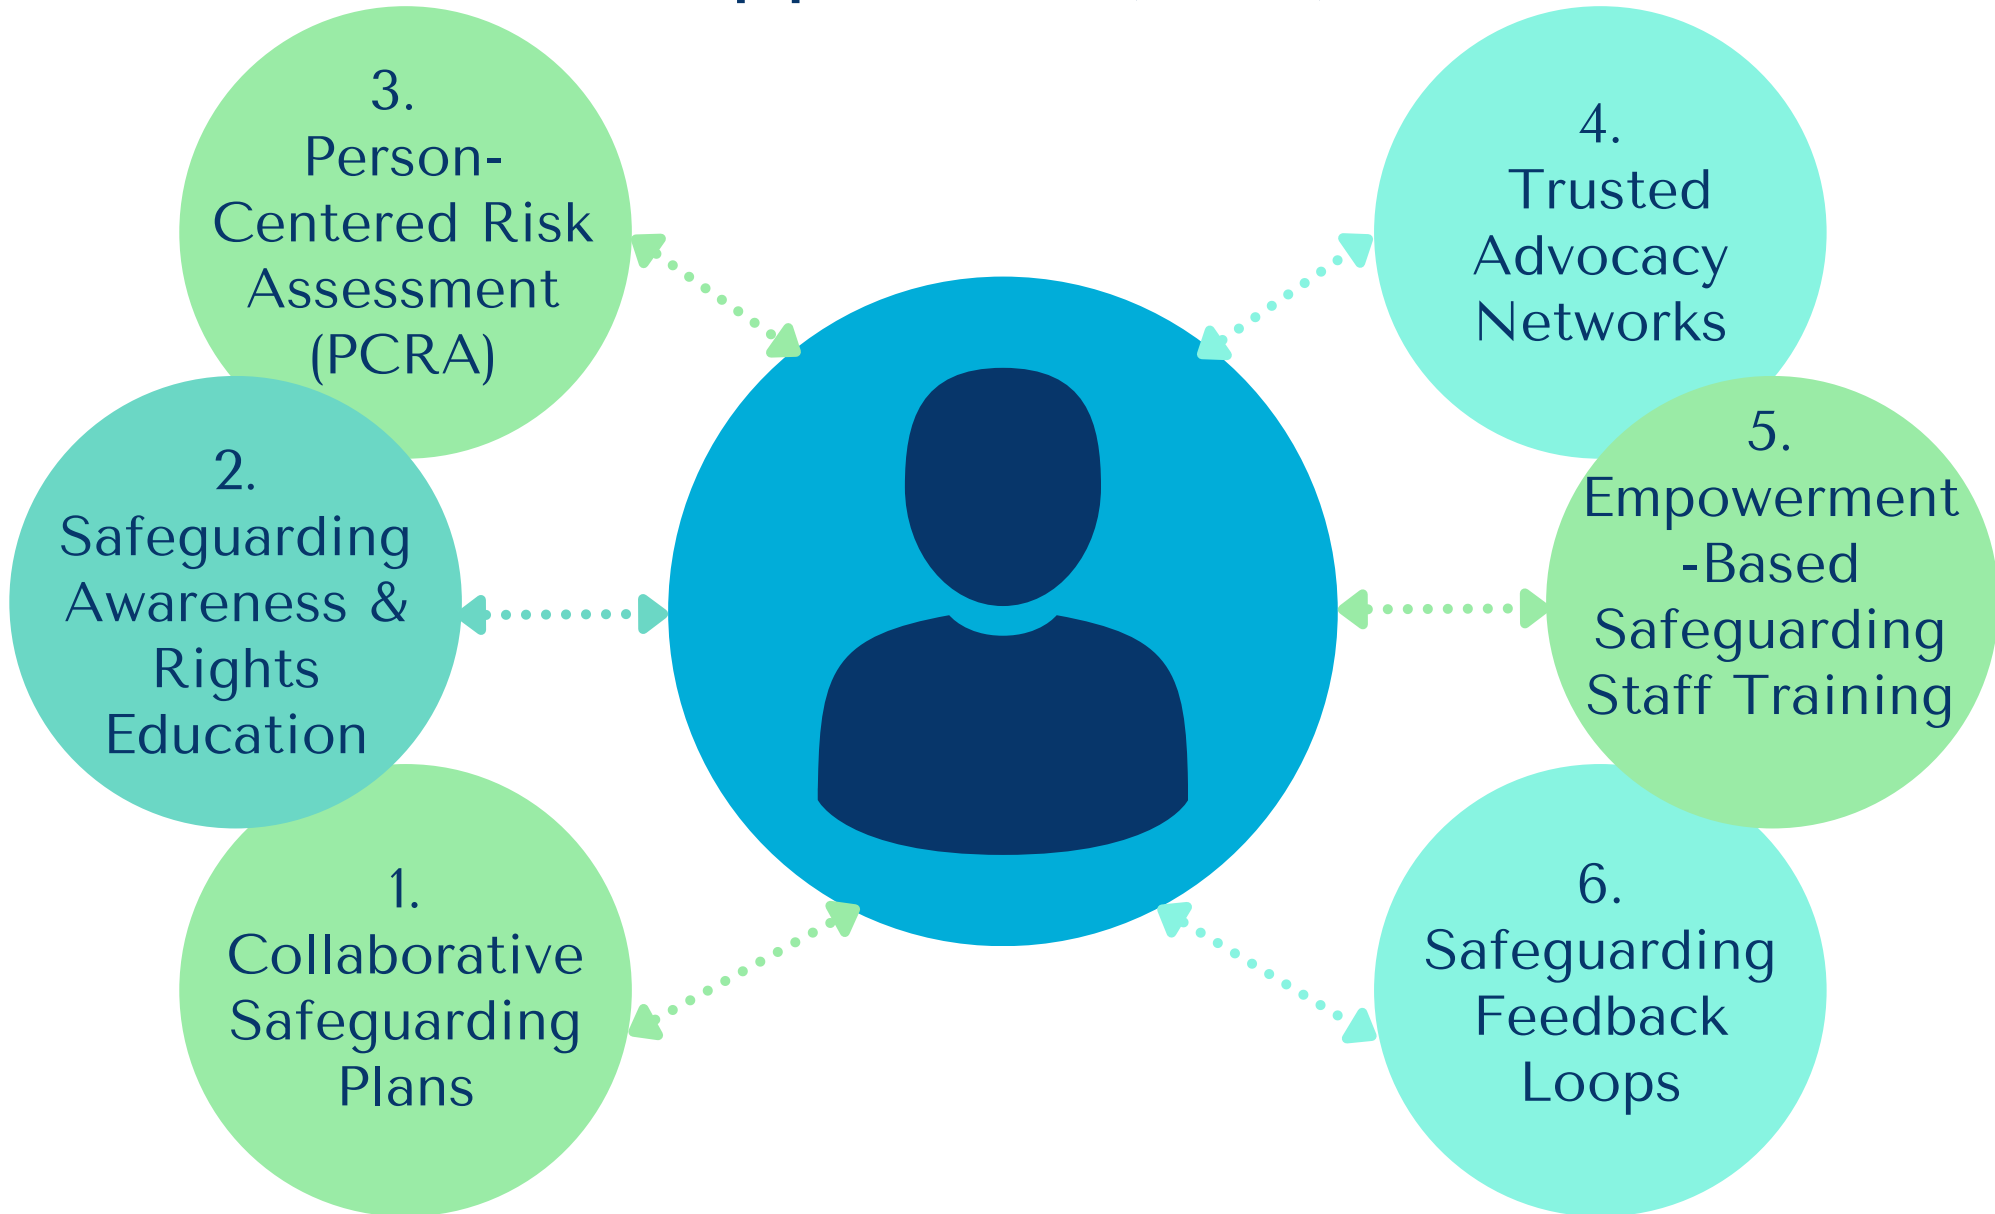 3.
Person-
Centered Risk
Assessment
(PCRA)
4.
Trusted
Advocacy
Networks
2.
Safeguarding
Awareness &
Rights
Education
5.
Empowerment
-Based
Safeguarding
Staff Training
1.
Collaborative
Safeguarding
Plans
6.
Safeguarding
Feedback
Loops